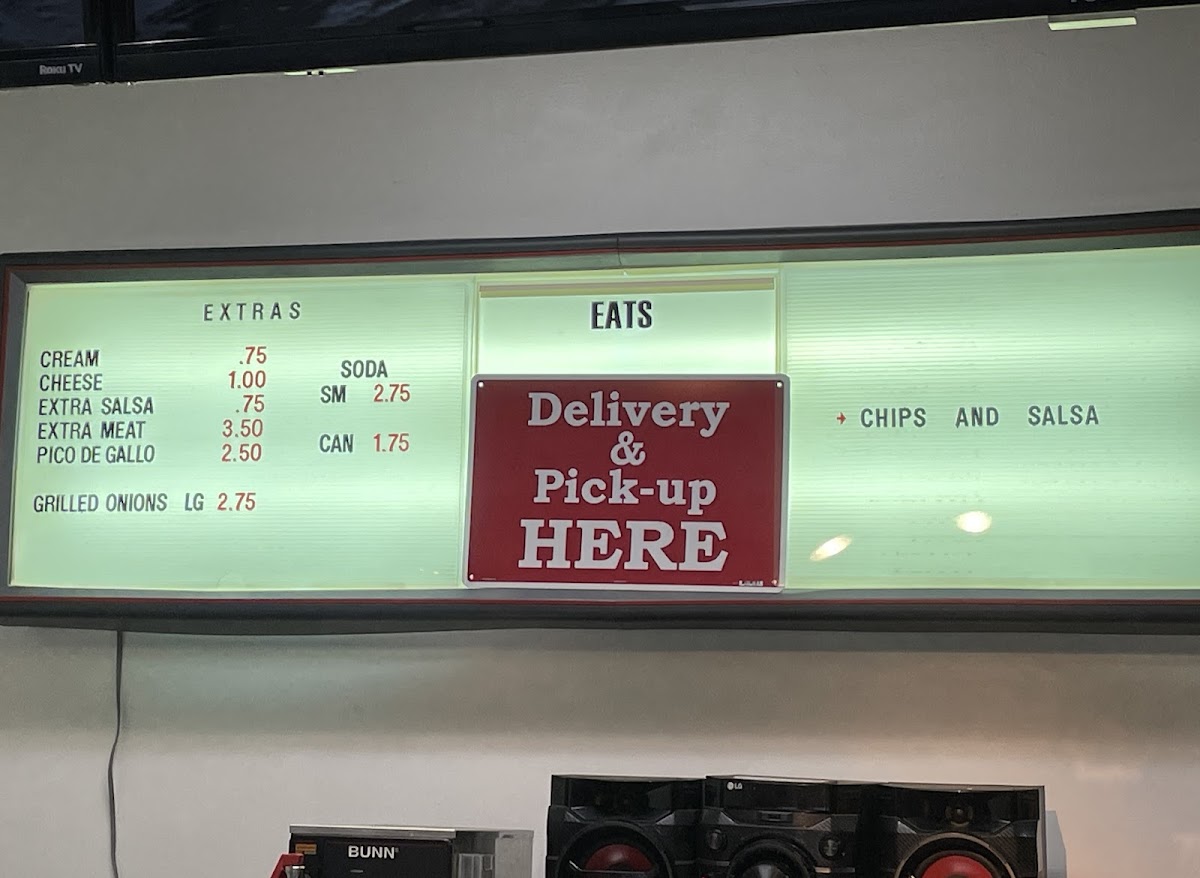 Roku TV
EXTRAS
CREAM .75
CHEESE 1.00
EXTRA SALSA .75
EXTRA MEAT 3.50
PICO DE GALLO 2.50
GRILLED ONIONS LG 2.75
SODA
SM 2.75
CAN 1.75
EATS
Delivery
&
Pick-up
HERE
→ CHIPS AND SALSA
LG
BUNN